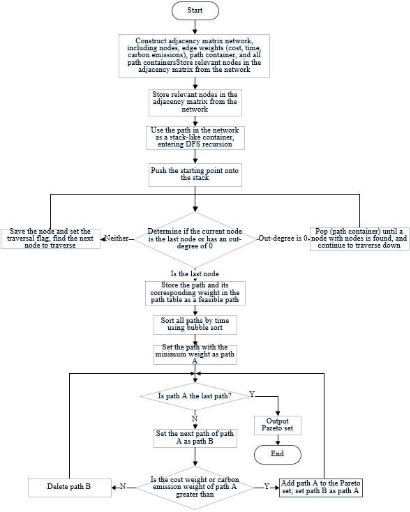 Start
Construct adjacency matrix network,
including nodes, edge weights (cost, time,
carbon emissions), path container, and all
path containersStore relevant nodes in the
adjacency matrix from the network
Store relevant nodes in the
adjacency matrix from the
network
Use the path in the network
as a stack-like container,
entering DFS recursion
Push the starting point onto
the stack
Save the node and set the
traversal flag, find the next
node to traverse
Neither
Determine if the current node
is the last node or has an out-
degree of 0
Out-degree is 0
Pop (path container) until a
node with nodes is found, and
continue to traverse down
Is the last node
Store the path and its
corresponding weight in the
path table as a feasible path
Sort all paths by time
using bubble sort
Set the path with the
minimum weight as path
A
Is path A the last path?
Y
N
Output
Pareto set
End
Set the next path of path
A as path B
Is the cost weight or carbon
emission weight of path A
greater than
N
Delete path B
Y
Add path A to the Pareto
set; set path B as path A